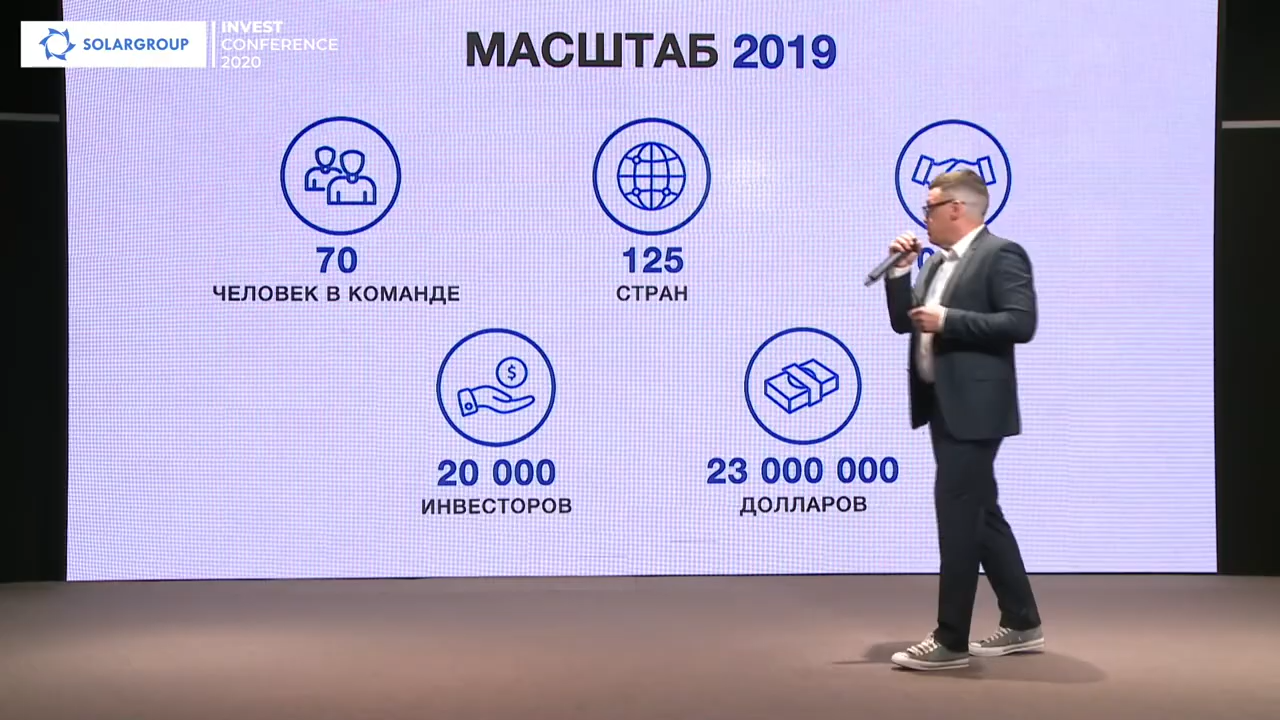 SOLARGROUP
INVEST
CONFERENCE
2020
МАСШТАБ 2019
70
ЧЕЛОВЕК В КОМАНДЕ
125
СТРАН
$
20 000
ИНВЕСТОРОВ
23 000 000
ДОЛЛАРОВ